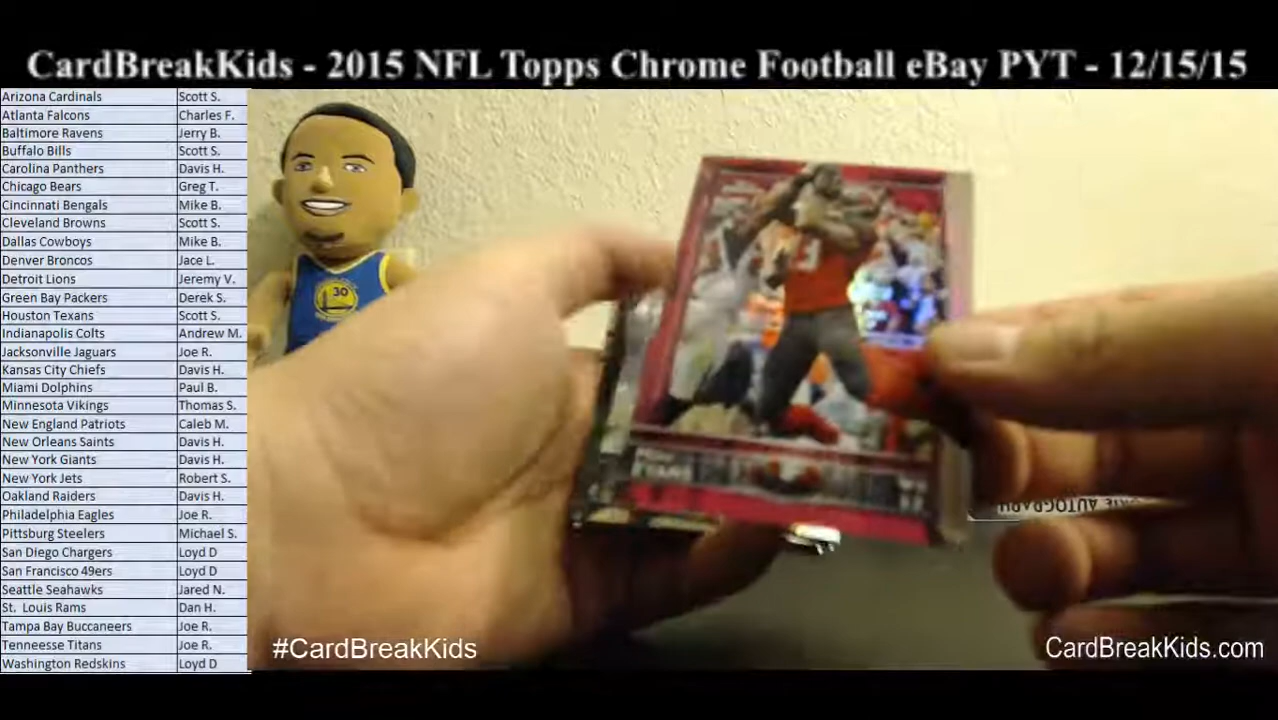 CardBreakKids - 2015 NFL Topps Chrome Football eBay PYT - 12/15/15
Arizona Cardinals Scott S.
Atlanta Falcons Charles F.
Baltimore Ravens Jerry B.
Buffalo Bills Scott S.
Carolina Panthers Davis H.
Chicago Bears Greg T.
Cincinnati Bengals Mike B.
Cleveland Browns Scott S.
Dallas Cowboys Mike B.
Denver Broncos Jace L.
Detroit Lions Jeremy V.
Green Bay Packers Derek S.
Houston Texans Scott S.
Indianapolis Colts Andrew M.
Jacksonville Jaguars Joe R.
Kansas City Chiefs Davis H.
Miami Dolphins Paul B.
Minnesota Vikings Thomas S.
New England Patriots Caleb M.
New Orleans Saints Davis H.
New York Giants Davis H.
New York Jets Robert S.
Oakland Raiders Davis H.
Philadelphia Eagles Joe R.
Pittsburg Steelers Michael S.
San Diego Chargers Loyd D
San Francisco 49ers Loyd D
Seattle Seahawks Jared N.
St. Louis Rams Dan H.
Tampa Bay Buccaneers Joe R.
Tenneesse Titans Joe R.
Washington Redskins Loyd D
30
EVANS
AUTOGRAPH
#CardBreakKids
CardBreakKids.com